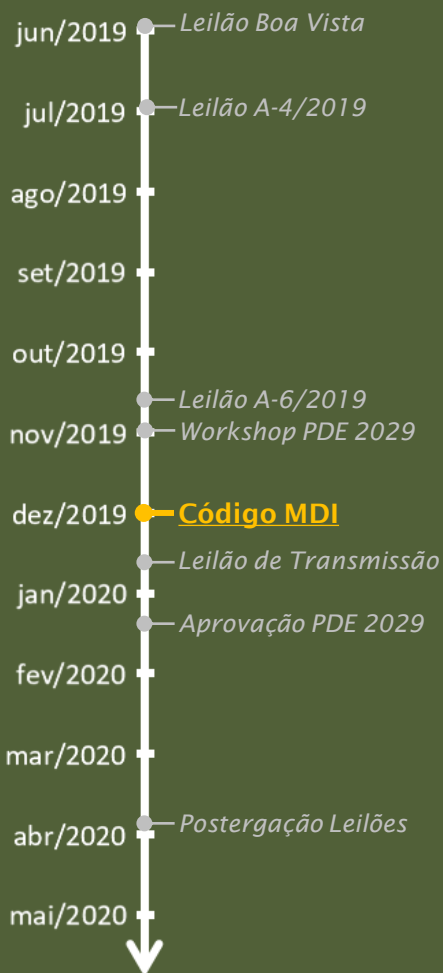 jun/2019 Leilão Boa Vista
jul/2019 Leilão A-4/2019
ago/2019
set/2019
out/2019
Leilão A-6/2019
nov/2019 Workshop PDE 2029
dez/2019 Código MDI
Leilão de Transmissão
jan/2020
Aprovação PDE 2029
fev/2020
mar/2020
Postergação Leilões
abr/2020
mai/2020